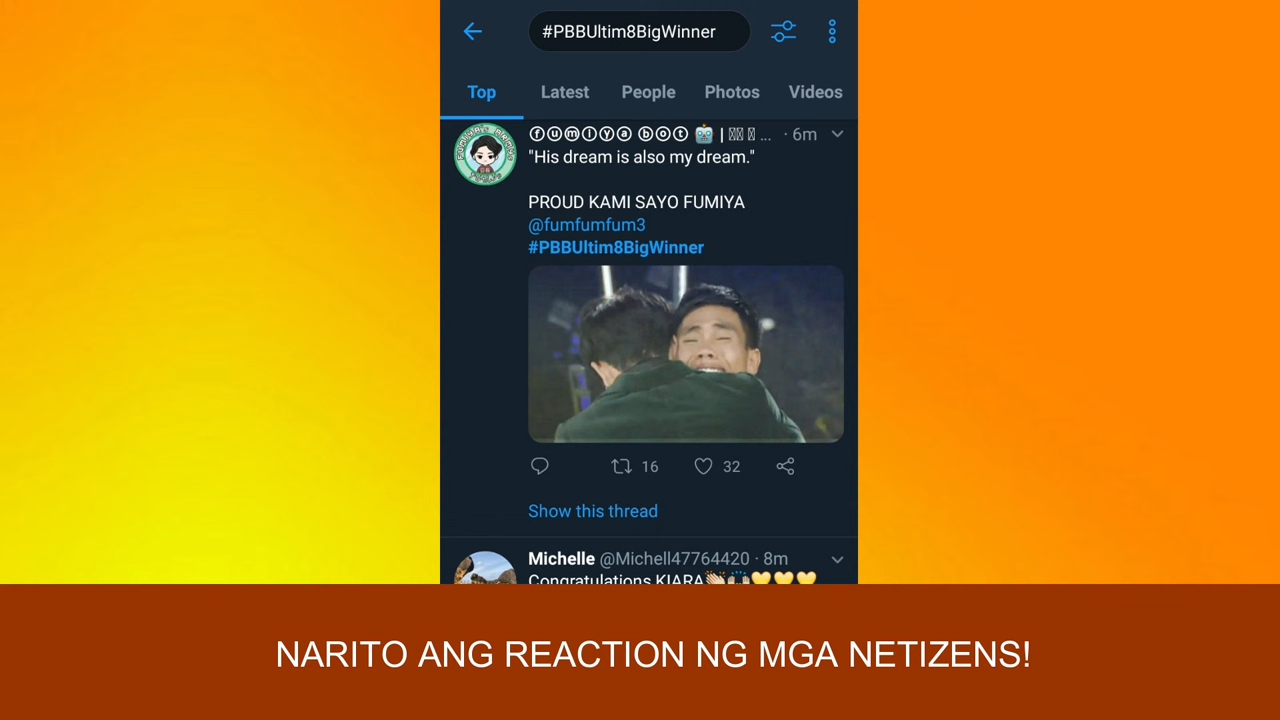 #PBBUltim8BigWinner
Top Latest People Photos Videos
ⓕⓤⓜⓘⓨⓐ ⓑⓞⓣ 🤖 | ... · 6m
"His dream is also my dream."
PROUD KAMI SAYO FUMIYA
@fumfumfum3
#PBBUltim8BigWinner
16 32
Show this thread
Michelle @Michell47764420 · 8m
Congratulations KIARA👏🏻🙌🏻💛💛💛
NARITO ANG REACTION NG MGA NETIZENS!